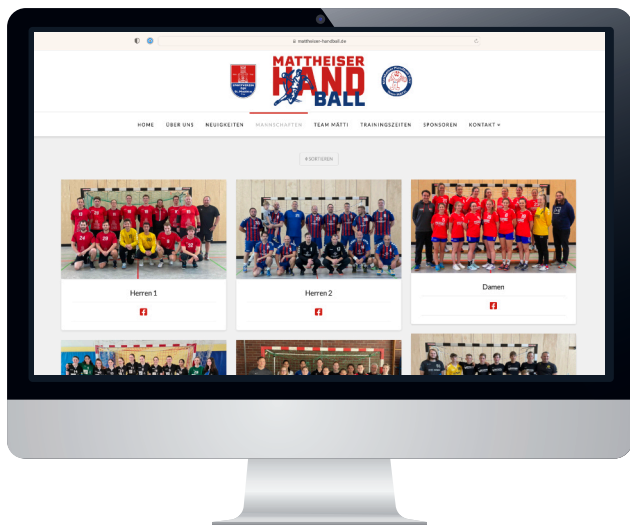 mattheiser-handball.de
MATTHEISER
HAND
BALL
HOME ÜBER UNS NEUIGKEITEN MANNSCHAFTEN TEAM MÄTTI TRAININGSZEITEN SPONSOREN KONTAKT
# SORTIEREN
Herren 1 Herren 2 Damen